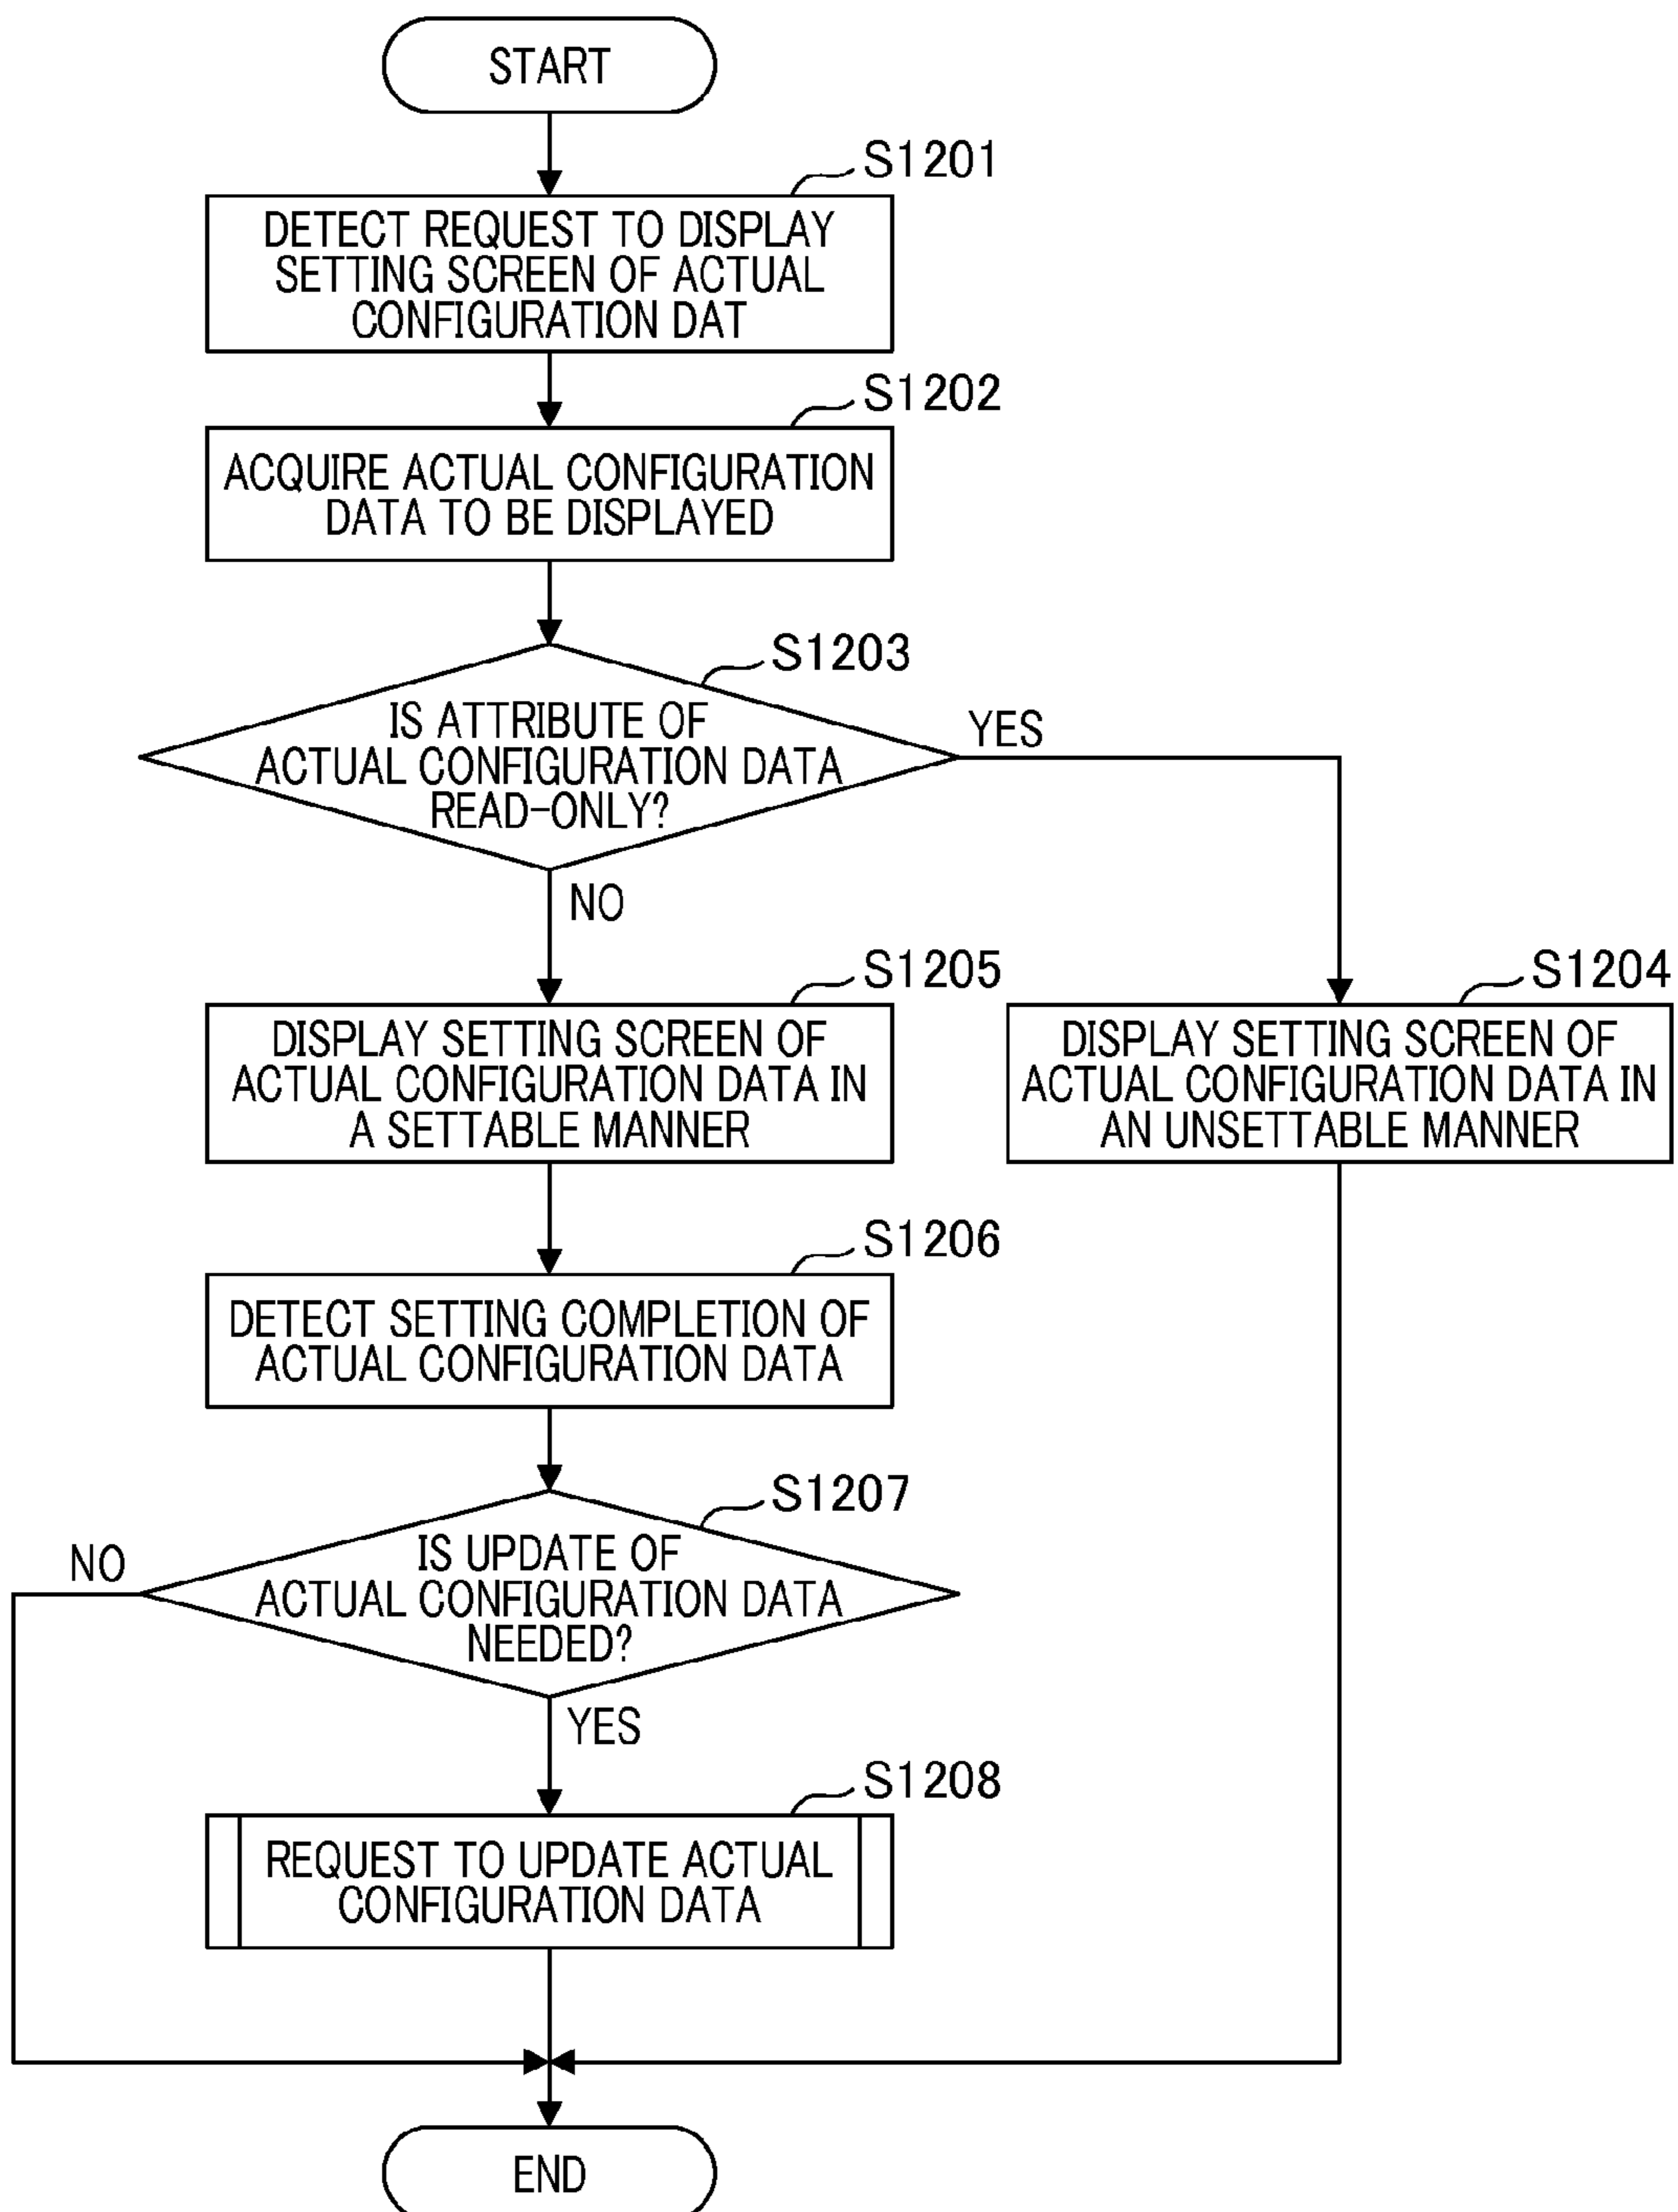 START
S1201
DETECT REQUEST TO DISPLAY
SETTING SCREEN OF ACTUAL
CONFIGURATION DAT
S1202
ACQUIRE ACTUAL CONFIGURATION
DATA TO BE DISPLAYED
S1203
IS ATTRIBUTE OF
ACTUAL CONFIGURATION DATA
READ-ONLY?
YES
NO
S1205
DISPLAY SETTING SCREEN OF
ACTUAL CONFIGURATION DATA IN
A SETTABLE MANNER
S1204
DISPLAY SETTING SCREEN OF
ACTUAL CONFIGURATION DATA IN
AN UNSETTABLE MANNER
S1206
DETECT SETTING COMPLETION OF
ACTUAL CONFIGURATION DATA
S1207
IS UPDATE OF
ACTUAL CONFIGURATION DATA
NEEDED?
NO
YES
S1208
REQUEST TO UPDATE ACTUAL
CONFIGURATION DATA
END